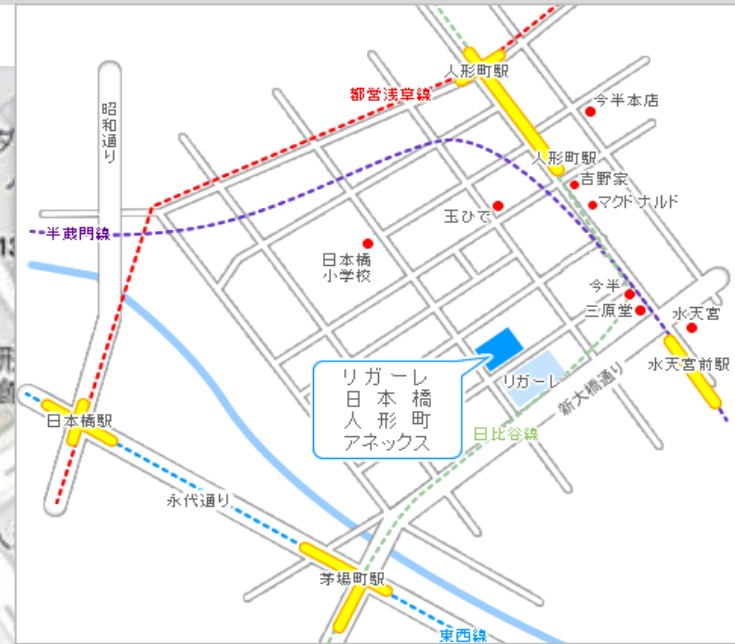 人形町駅
都営浅草線
今半本店
昭和通り
人形町駅
吉野家
マクドナルド
玉ひで
半蔵門線
日本橋
小学校
今半
三原堂
水天宮
水天宮前駅
リガーレ
日本橋
人形町
アネックス
リガーレ
新大橋通り
日本橋駅
日比谷線
永代通り
茅場町駅
東西線